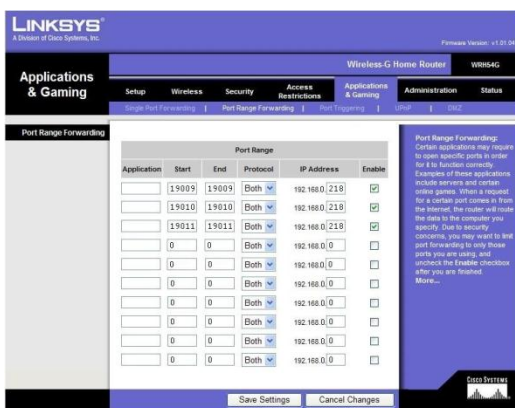 LINKSYS®
A Division of Cisco Systems, Inc.
Firmware Version: v1.01.04
Wireless-G Home Router WRH54G
Applications & Gaming
Setup Wireless Security Access Restrictions Applications & Gaming Administration Status
Single Port Forwarding | Port Range Forwarding | Port Triggering | UPnP | DMZ
Port Range Forwarding
Port Range
Application Start End Protocol IP Address Enable
19009 19009 Both 192.168.0. 218
19010 19010 Both 192.168.0. 218
19011 19011 Both 192.168.0. 218
0 0 Both 192.168.0. 0
0 0 Both 192.168.0. 0
0 0 Both 192.168.0. 0
0 0 Both 192.168.0. 0
0 0 Both 192.168.0. 0
0 0 Both 192.168.0. 0
0 0 Both 192.168.0. 0
Port Range Forwarding:
Certain applications may require
to open specific ports in order
for it to function correctly.
Examples of these applications
include servers and certain
online games. When a request
for a certain port comes in from
the Internet, the router will route
the data to the computer you
specify. Due to security
concerns, you may want to limit
port forwarding to only those
ports you are using, and
uncheck the Enable checkbox
after you are finished.
More...
Save Settings Cancel Changes
CISCO SYSTEMS